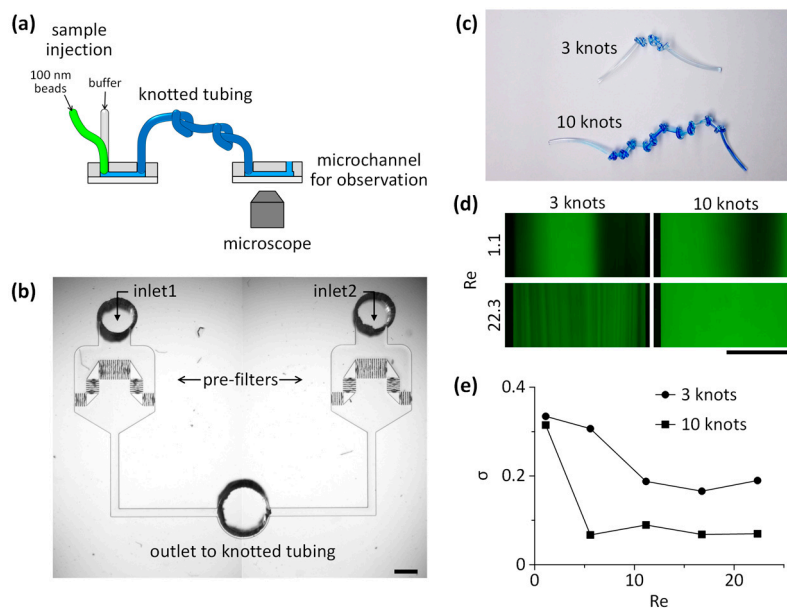 (a)
sample
injection
100 nm
beads
buffer
knotted tubing
microchannel
for observation
microscope
(b)
inlet1
inlet2
pre-filters
outlet to knotted tubing
(c)
3 knots
10 knots
(d)
3 knots
10 knots
Re
1.1
22.3
(e)
0.4
0.2
0
σ
3 knots
10 knots
0
10
20
Re